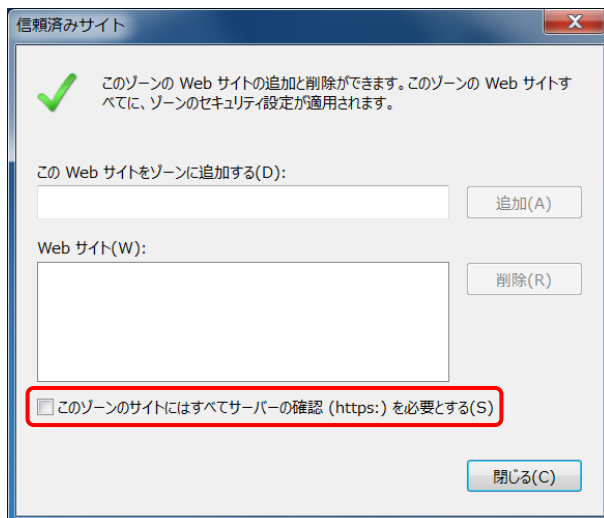 信頼済みサイト
このゾーンの Web サイトの追加と削除ができます。このゾーンの Web サイトす
べてに、ゾーンのセキュリティ設定が適用されます。
この Web サイトをゾーンに追加する(D):
追加(A)
Web サイト(W):
削除(R)
このゾーンのサイトにはすべてサーバーの確認 (https:) を必要とする(S)
閉じる(C)